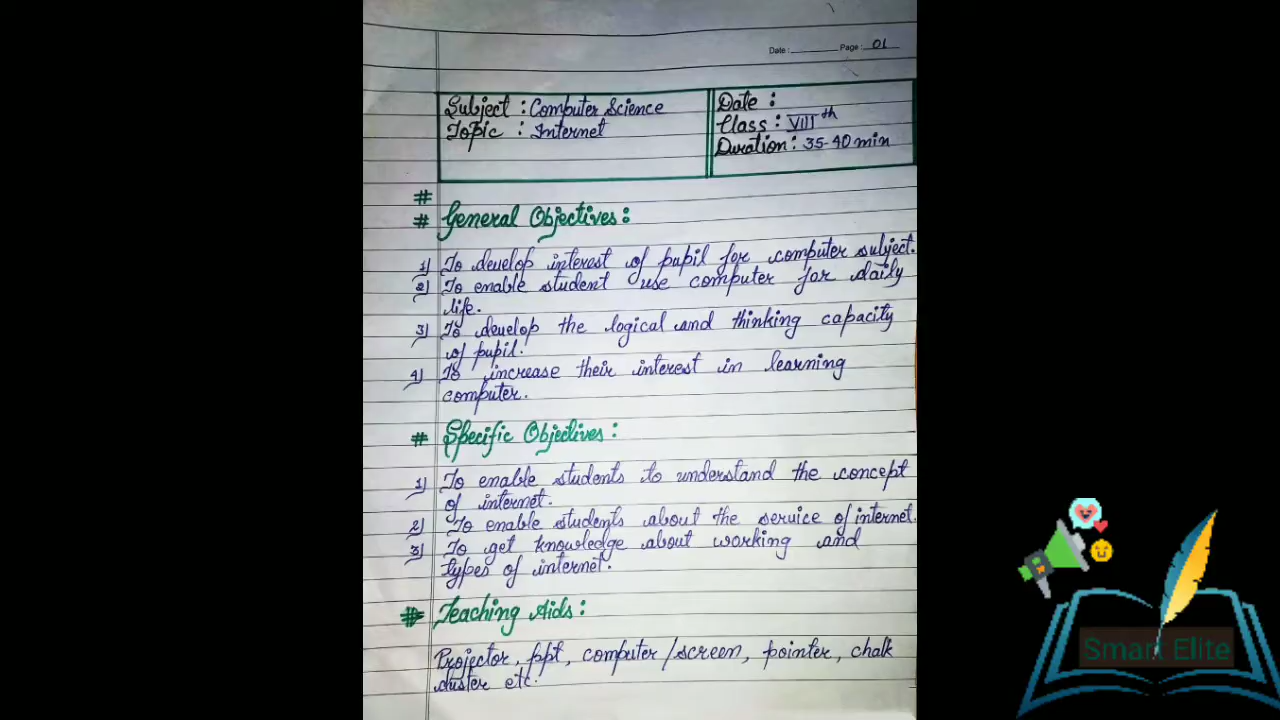 Date : Page : 01
Subject : Computer Science
Topic : Internet
Date :
Class : VIIIth
Duration : 35-40 min
#
# General Objectives :
1) To develop interest of pupil for computer subject.
2) To enable student use computer for daily
life.
3) To develop the logical and thinking capacity
of pupil.
4) To increase their interest in learning
computer.
# Specific Objectives :
1) To enable students to understand the concept
of internet.
2) To enable students about the service of internet.
3) To get knowledge about working and
types of internet.
# Teaching Aids :
Projector, ppt, computer/screen, pointer, chalk
duster etc.
Smart Elite